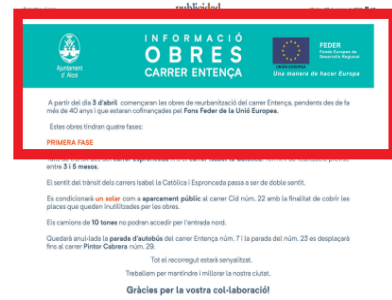 publicidad
Ajuntament
d'Alcoi
INFORMACIÓ
OBRES
CARRER ENTENÇA
UNIÓN EUROPEA
FEDER
Fondo Europeo de
Desarrollo Regional
Una manera de hacer Europa
A partir del dia 3 d'abril començaran les obres de reurbanització del carrer Entença, pendents des de fa
més de 40 anys i que estaran cofinançades pel Fons Feder de la Unió Europea.
Estes obres tindran quatre fases:
PRIMERA FASE
entre 3 i 5 mesos.
El sentit del trànsit dels carrers Isabel la Catòlica i Espronceda passa a ser de doble sentit.
Es condicionarà un solar com a aparcament públic al carrer Cid núm. 22 amb la finalitat de cobrir les
places que queden inutilitzades per les obres.
Els camions de 10 tones no podran accedir per l'entrada nord.
Quedarà anul·lada la parada d'autobús del carrer Entença núm. 7 i la parada del núm. 23 es desplaçarà
fins al carrer Pintor Cabrera núm. 29.
Tot el recorregut estarà senyalitzat.
Treballem per mantindre i millorar la nostra ciutat.
Gràcies per la vostra col·laboració!